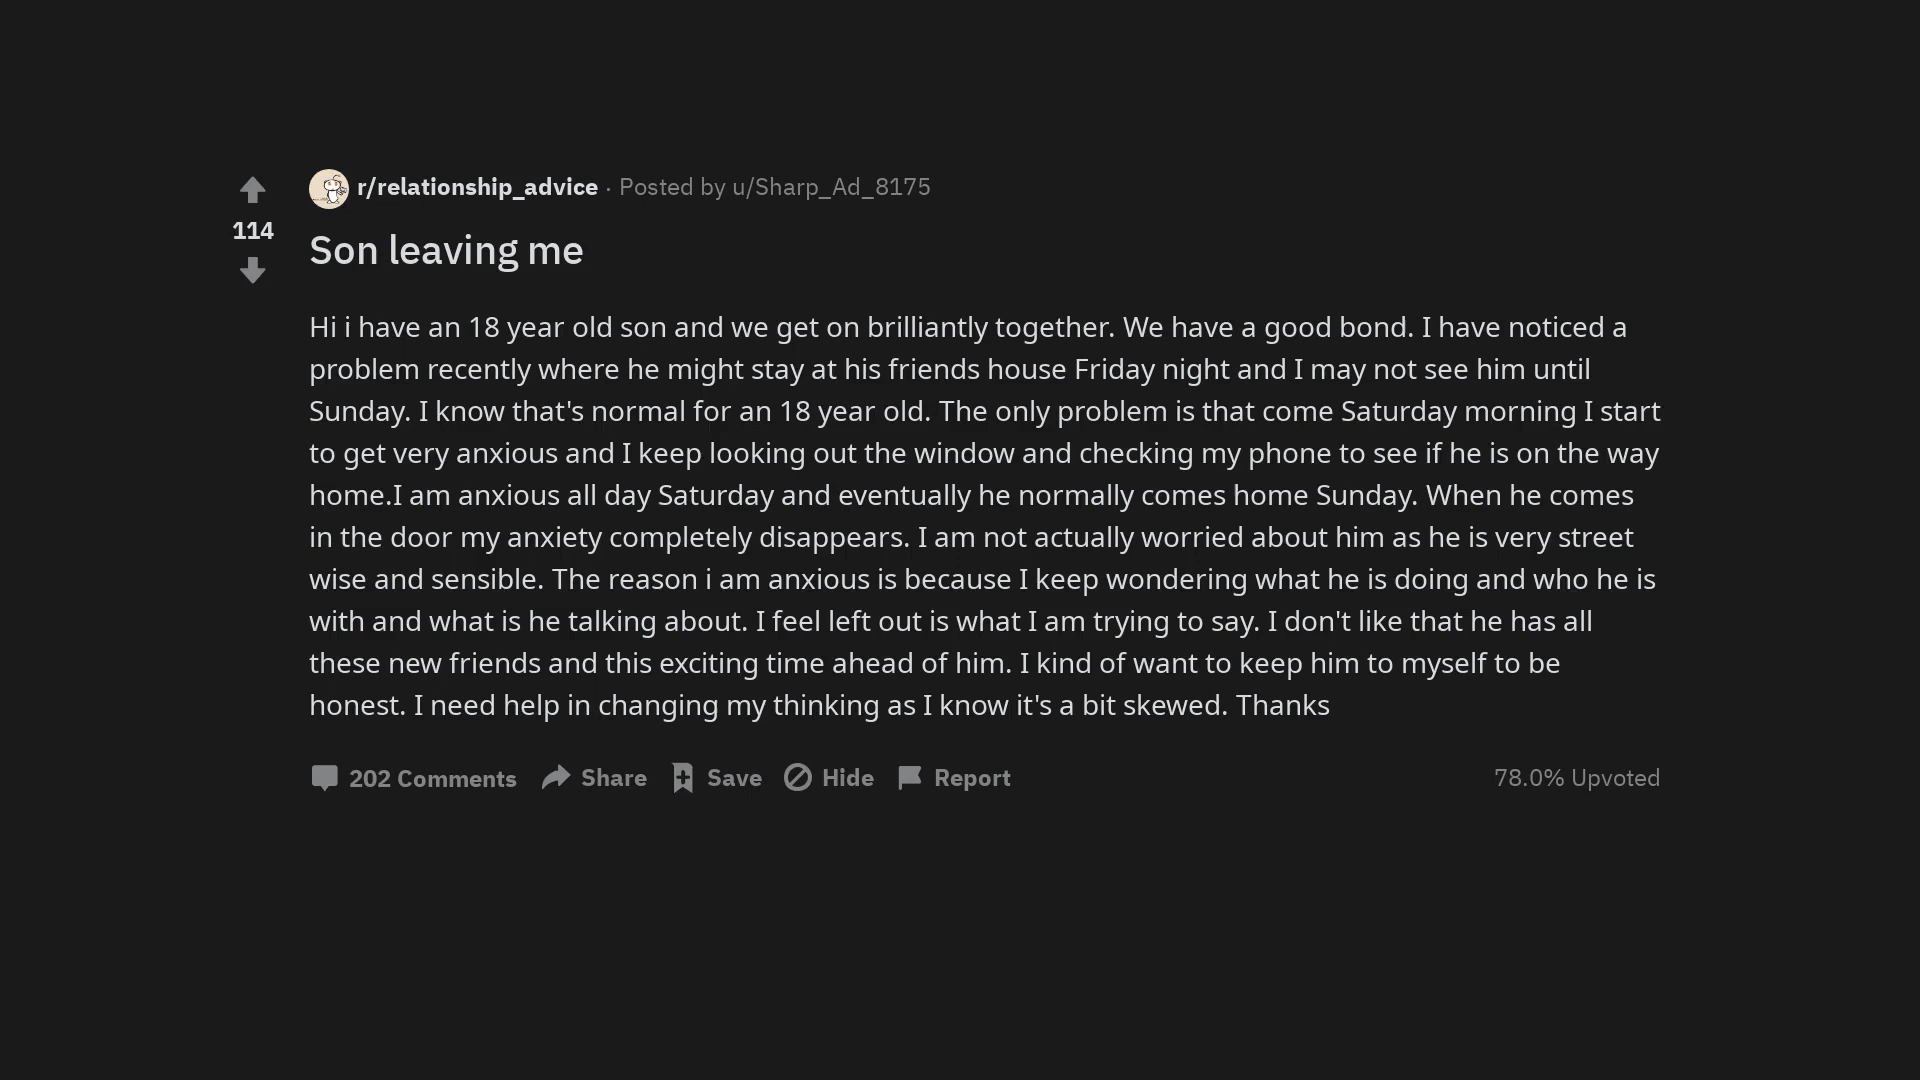 r/relationship_advice · Posted by u/Sharp_Ad_8175
114
Son leaving me
Hi i have an 18 year old son and we get on brilliantly together. We have a good bond. I have noticed a
problem recently where he might stay at his friends house Friday night and I may not see him until
Sunday. I know that's normal for an 18 year old. The only problem is that come Saturday morning I start
to get very anxious and I keep looking out the window and checking my phone to see if he is on the way
home.I am anxious all day Saturday and eventually he normally comes home Sunday. When he comes
in the door my anxiety completely disappears. I am not actually worried about him as he is very street
wise and sensible. The reason i am anxious is because I keep wondering what he is doing and who he is
with and what is he talking about. I feel left out is what I am trying to say. I don't like that he has all
these new friends and this exciting time ahead of him. I kind of want to keep him to myself to be
honest. I need help in changing my thinking as I know it's a bit skewed. Thanks
202 Comments Share Save Hide Report 78.0% Upvoted